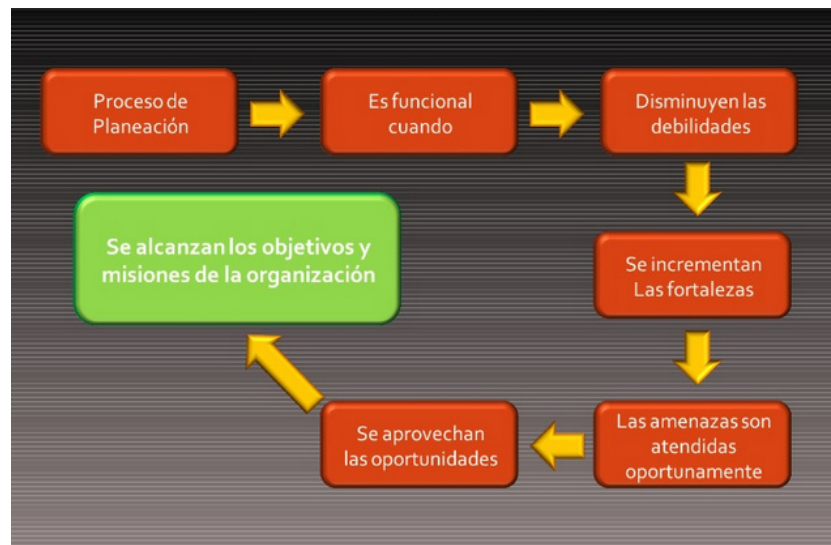 Proceso de
Planeación
Es funcional
cuando
Disminuyen las
debilidades
Se incrementan
Las fortalezas
Las amenazas son
atendidas
oportunamente
Se aprovechan
las oportunidades
Se alcanzan los objetivos y
misiones de la organización